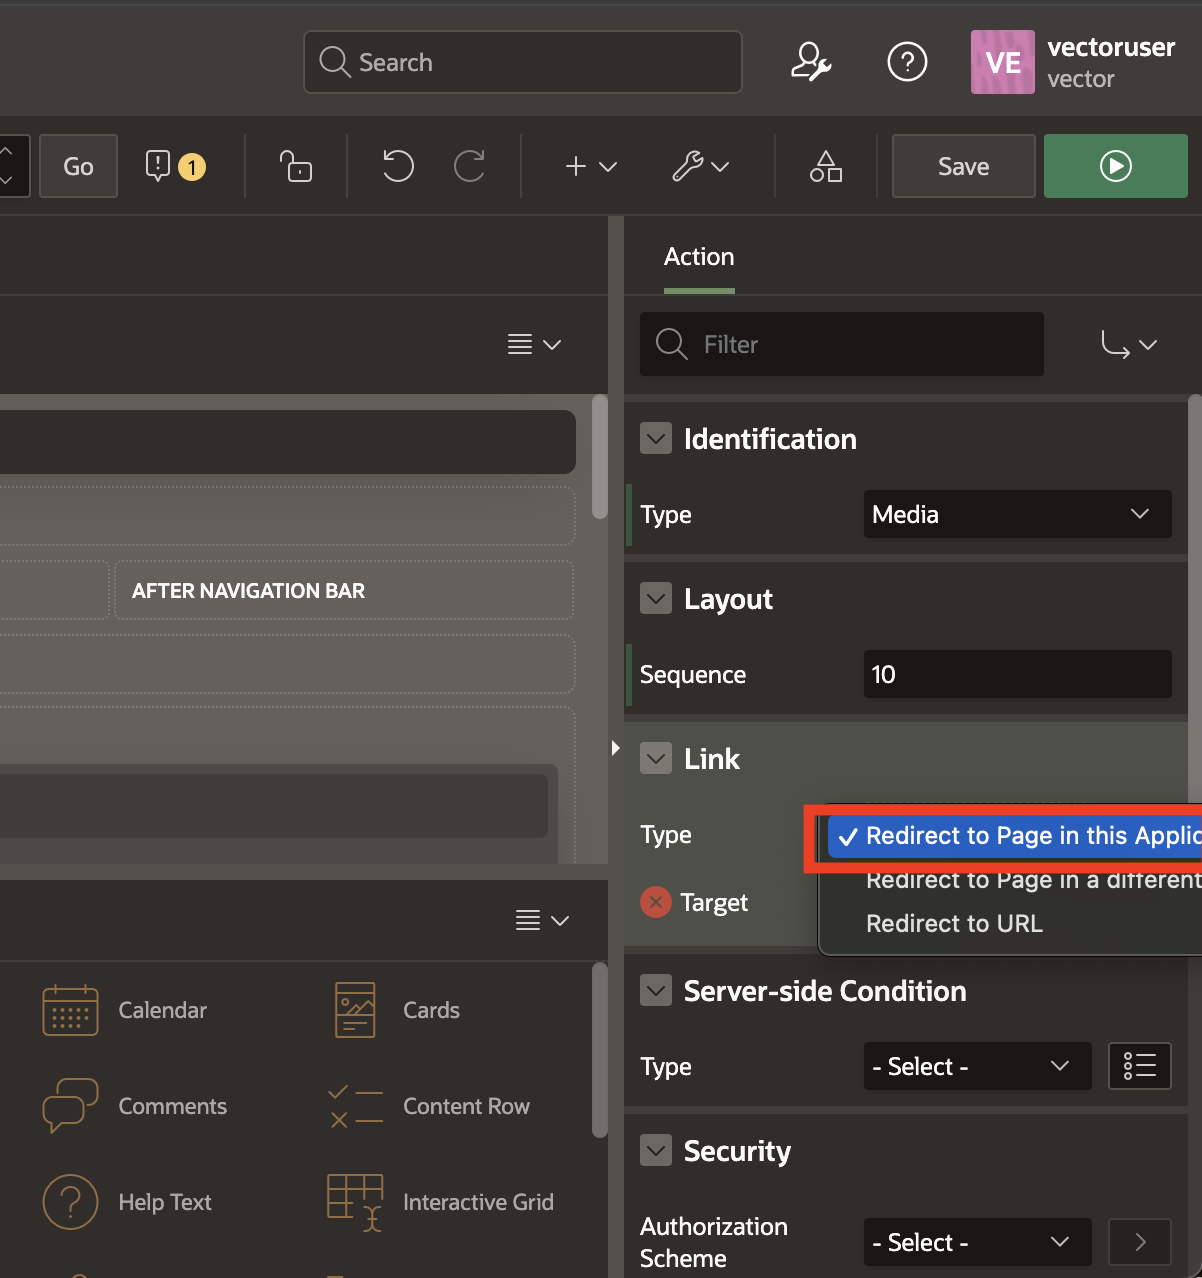 Search
VE
vectoruser
vector
Go
1
Save
Action
Filter
Identification
Type
Media
AFTER NAVIGATION BAR
Layout
Sequence
10
Link
Type
✓ Redirect to Page in this Applic
Redirect to Page in a different
Redirect to URL
Target
Server-side Condition
Type
- Select -
Security
Authorization
Scheme
- Select -
Calendar
Cards
Comments
Content Row
Help Text
Interactive Grid